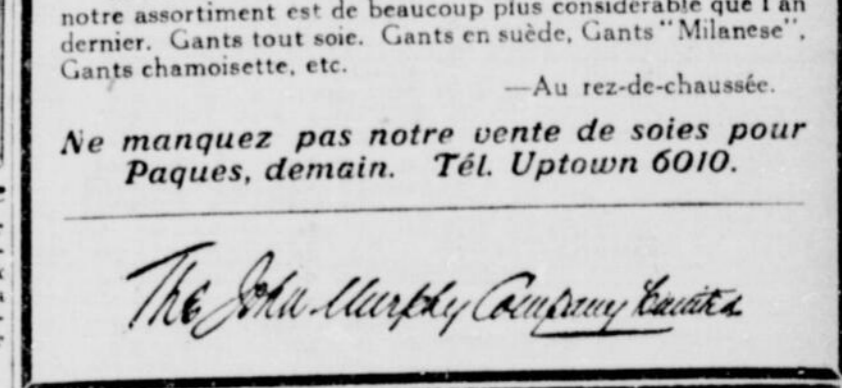 notre assortiment est de beaucoup plus considérable que l'an
dernier. Gants tout soie. Gants en suède, Gants "Milanese",
Gants chamoisette, etc.
—Au rez-de-chaussée.
Ne manquez pas notre vente de soies pour
Paques, demain. Tél. Uptown 6010.
The John Murphy Company Limited